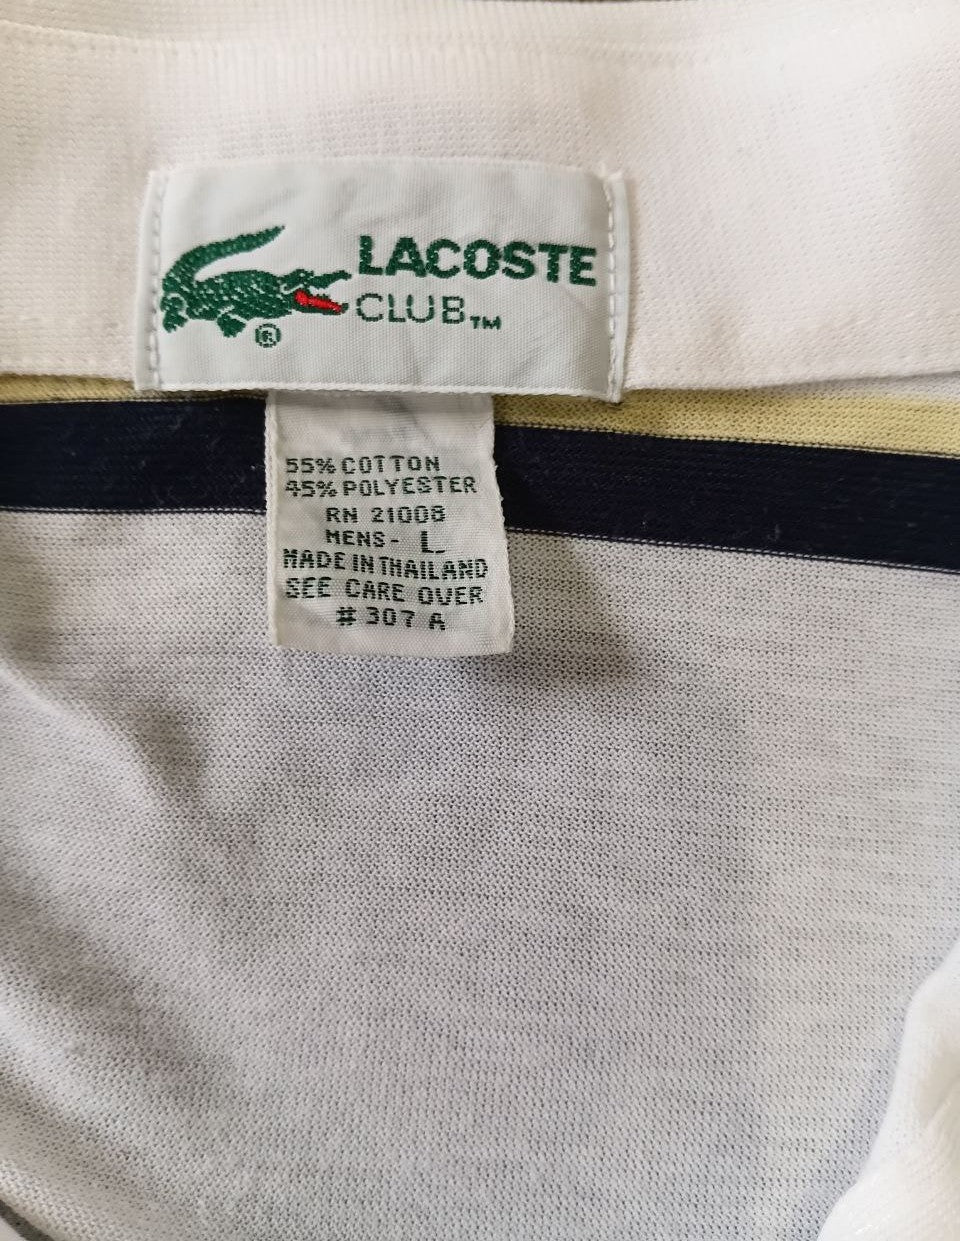 LACOSTE
CLUB™
®
55% COTTON
45% POLYESTER
RN 21008
MENS- L
MADE IN THAILAND
SEE CARE OVER
# 307 A